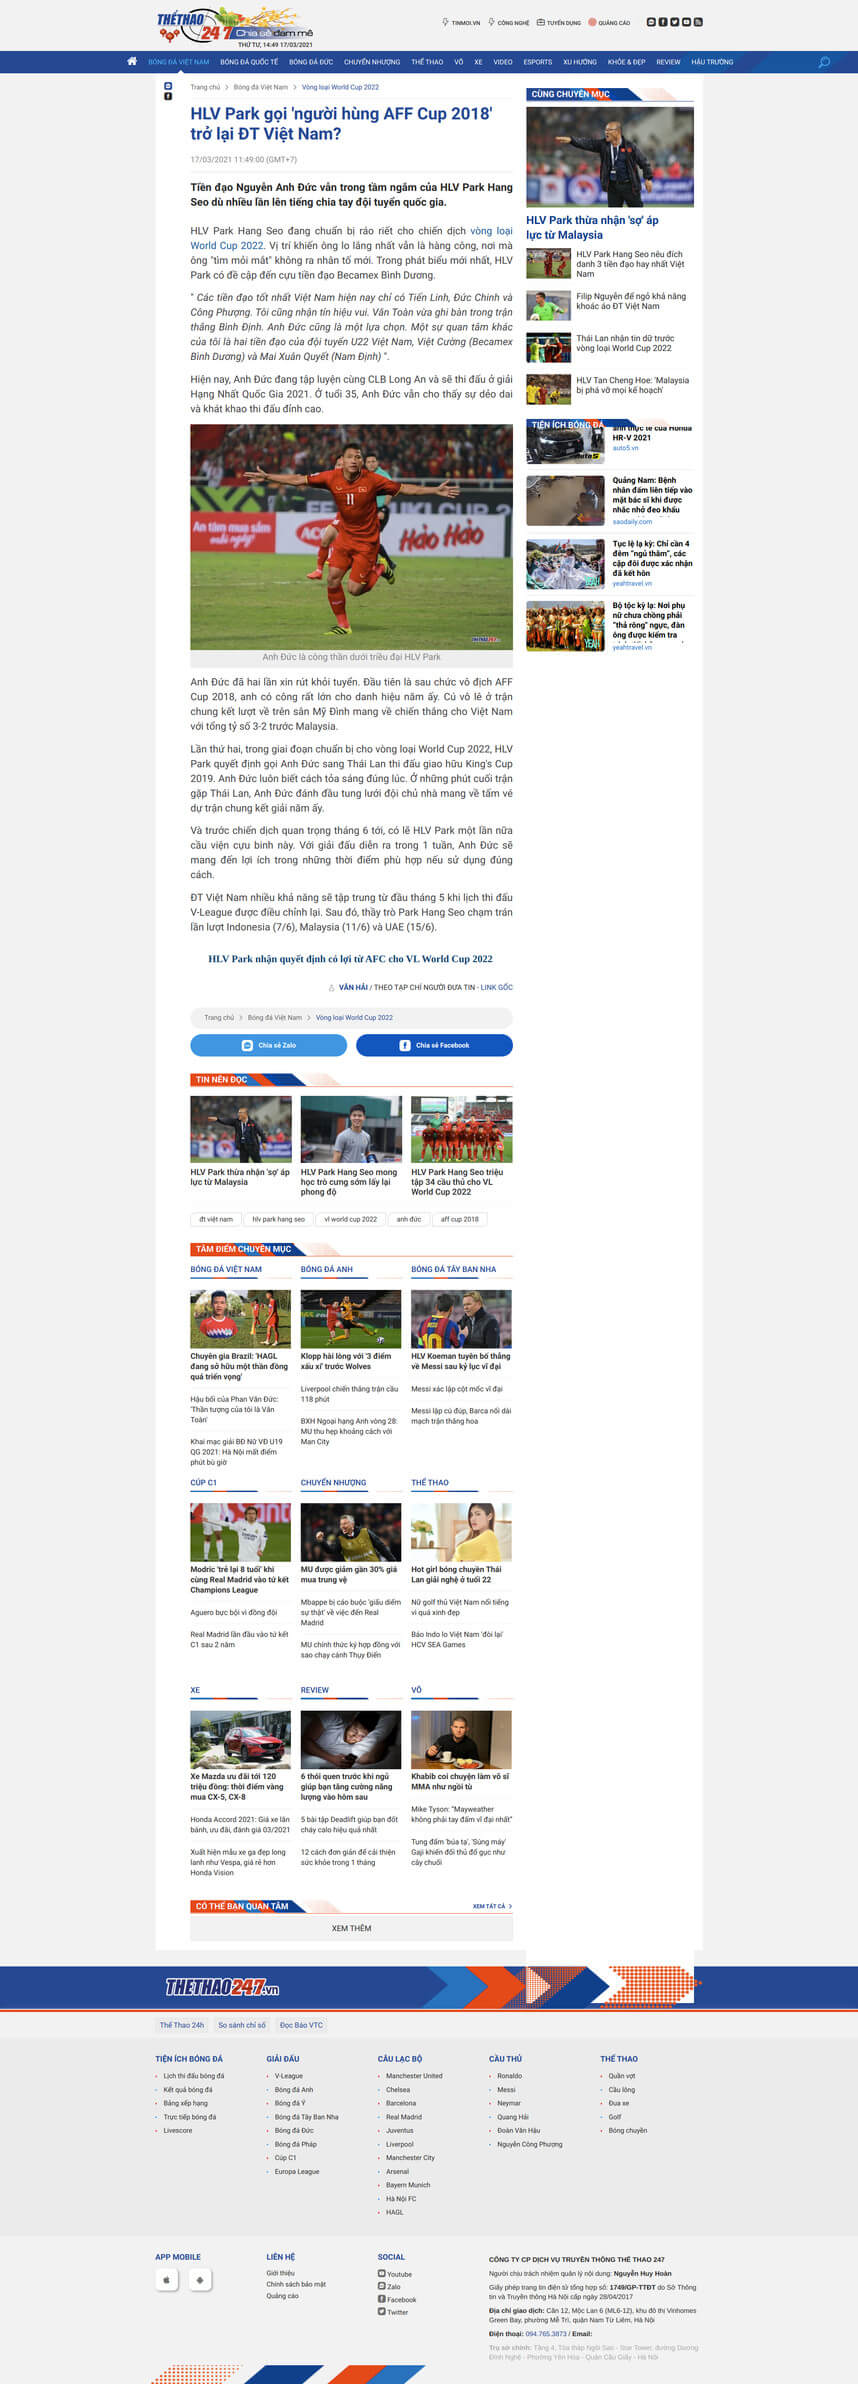 THETHAO 247
Chia sẻ đam mê
THỨ TƯ, 14:49 17/03/2021
TINMOI.VN
CÔNG NGHỆ
TUYỂN DỤNG
QUẢNG CÁO
BÓNG ĐÁ VIỆT NAM BÓNG ĐÁ QUỐC TẾ BÓNG ĐÁ ĐỨC CHUYỂN NHƯỢNG THỂ THAO VÕ XE VIDEO ESPORTS XU HƯỚNG KHỎE & ĐẸP REVIEW HẬU TRƯỜNG
Trang chủ > Bóng đá Việt Nam > Vòng loại World Cup 2022
HLV Park gọi 'người hùng AFF Cup 2018'
trở lại ĐT Việt Nam?
17/03/2021 11:49:00 (GMT+7)
Tiền đạo Nguyễn Anh Đức vẫn trong tầm ngắm của HLV Park Hang
Seo dù nhiều lần lên tiếng chia tay đội tuyển quốc gia.
HLV Park Hang Seo đang chuẩn bị ráo riết cho chiến dịch vòng loại
World Cup 2022. Vị trí khiến ông lo lắng nhất vẫn là hàng công, nơi mà
ông "tìm mỏi mắt" không ra nhân tố mới. Trong phát biểu mới nhất, HLV
Park có đề cập đến cựu tiền đạo Becamex Bình Dương.
" Các tiền đạo tốt nhất Việt Nam hiện nay chỉ có Tiến Linh, Đức Chinh và
Công Phượng. Tôi cũng nhận tín hiệu vui. Văn Toàn vừa ghi bàn trong trận
thắng Bình Định. Anh Đức cũng là một lựa chọn. Một sự quan tâm khác
của tôi là hai tiền đạo của đội tuyển U22 Việt Nam, Việt Cường (Becamex
Bình Dương) và Mai Xuân Quyết (Nam Định) ".
Hiện nay, Anh Đức đang tập luyện cùng CLB Long An và sẽ thi đấu ở giải
Hạng Nhất Quốc Gia 2021. Ở tuổi 35, Anh Đức vẫn cho thấy sự dẻo dai
và khát khao thi đấu đỉnh cao.
An tâm mua sắm
mỗi ngày!
ACE
Hảo Hảo
11
THETHAO247.vn
Anh Đức là công thần dưới triều đại HLV Park
Anh Đức đã hai lần xin rút khỏi tuyển. Đầu tiên là sau chức vô địch AFF
Cup 2018, anh có công rất lớn cho danh hiệu năm ấy. Cú vô lê ở trận
chung kết lượt về trên sân Mỹ Đình mang về chiến thắng cho Việt Nam
với tổng tỷ số 3-2 trước Malaysia.
Lần thứ hai, trong giai đoạn chuẩn bị cho vòng loại World Cup 2022, HLV
Park quyết định gọi Anh Đức sang Thái Lan thi đấu giao hữu King's Cup
2019. Anh Đức luôn biết cách tỏa sáng đúng lúc. Ở những phút cuối trận
gặp Thái Lan, Anh Đức đánh đầu tung lưới đội chủ nhà mang về tấm vé
dự trận chung kết giải năm ấy.
Và trước chiến dịch quan trọng tháng 6 tới, có lẽ HLV Park một lần nữa
cầu viện cựu binh này. Với giải đấu diễn ra trong 1 tuần, Anh Đức sẽ
mang đến lợi ích trong những thời điểm phù hợp nếu sử dụng đúng
cách.
ĐT Việt Nam nhiều khả năng sẽ tập trung từ đầu tháng 5 khi lịch thi đấu
V-League được điều chỉnh lại. Sau đó, thầy trò Park Hang Seo chạm trán
lần lượt Indonesia (7/6), Malaysia (11/6) và UAE (15/6).
HLV Park nhận quyết định có lợi từ AFC cho VL World Cup 2022
VĂN HẢI / THEO TẠP CHÍ NGƯỜI ĐƯA TIN - LINK GỐC
Trang chủ > Bóng đá Việt Nam > Vòng loại World Cup 2022
Chia sẻ Zalo
Chia sẻ Facebook
CÙNG CHUYÊN MỤC
HLV Park thừa nhận 'sợ' áp
lực từ Malaysia
HLV Park Hang Seo nêu đích
danh 3 tiền đạo hay nhất Việt
Nam
Filip Nguyễn để ngỏ khả năng
khoác áo ĐT Việt Nam
Thái Lan nhận tin dữ trước
vòng loại World Cup 2022
HLV Tan Cheng Hoe: 'Malaysia
bị phá vỡ mọi kế hoạch'
TIỆN ÍCH BÓNG ĐÁ
ảnh thực tế của Honda
HR-V 2021
auto5.vn
Quảng Nam: Bệnh
nhân đấm liên tiếp vào
mặt bác sĩ khi được
nhắc nhở đeo khẩu
saodaily.com
Tục lệ lạ kỳ: Chỉ cần 4
đêm "ngủ thăm", các
cặp đôi được xác nhận
đã kết hôn
yeahtravel.vn
Bộ tộc kỳ lạ: Nơi phụ
nữ chưa chồng phải
"thả rông" ngực, đàn
ông được kiểm tra
yeahtravel.vn
TIN NÊN ĐỌC
HLV Park thừa nhận 'sợ' áp
lực từ Malaysia
HLV Park Hang Seo mong
học trò cưng sớm lấy lại
phong độ
HLV Park Hang Seo triệu
tập 34 cầu thủ cho VL
World Cup 2022
đt việt nam
hlv park hang seo
vl world cup 2022
anh đức
aff cup 2018
TÂM ĐIỂM CHUYÊN MỤC
BÓNG ĐÁ VIỆT NAM
Chuyên gia Brazil: 'HAGL
đang sở hữu một thần đồng
quá triển vọng'
Hậu bối của Phan Văn Đức:
'Thần tượng của tôi là Văn
Toàn'
Khai mạc giải BĐ Nữ VĐ U19
QG 2021: Hà Nội mất điểm
phút bù giờ
BÓNG ĐÁ ANH
Klopp hài lòng với '3 điểm
xấu xí' trước Wolves
Liverpool chiến thắng trận cầu
118 phút
BXH Ngoại hạng Anh vòng 28:
MU thu hẹp khoảng cách với
Man City
BÓNG ĐÁ TÂY BAN NHA
HLV Koeman tuyên bố thẳng
về Messi sau kỷ lục vĩ đại
Messi xác lập cột mốc vĩ đại
Messi lập cú đúp, Barca nối dài
mạch trận thăng hoa
CÚP C1
Modric 'trẻ lại 8 tuổi' khi
cùng Real Madrid vào tứ kết
Champions League
Aguero bực bội vì đồng đội
Real Madrid lần đầu vào tứ kết
C1 sau 2 năm
CHUYỂN NHƯỢNG
MU được giảm gần 30% giá
mua trung vệ
Mbappe bị cáo buộc 'giấu diếm
sự thật' về việc đến Real
Madrid
MU chính thức ký hợp đồng với
sao chạy cánh Thụy Điển
THỂ THAO
Hot girl bóng chuyền Thái
Lan giải nghệ ở tuổi 22
Nữ golf thủ Việt Nam nổi tiếng
vì quá xinh đẹp
Báo Indo lo Việt Nam 'đòi lại'
HCV SEA Games
XE
Xe Mazda ưu đãi tới 120
triệu đồng: thời điểm vàng
mua CX-5, CX-8
Honda Accord 2021: Giá xe lăn
bánh, ưu đãi, đánh giá 03/2021
Xuất hiện mẫu xe ga đẹp long
lanh như Vespa, giá rẻ hơn
Honda Vision
REVIEW
6 thói quen trước khi ngủ
giúp bạn tăng cường năng
lượng vào hôm sau
5 bài tập Deadlift giúp bạn đốt
cháy calo hiệu quả nhất
12 cách đơn giản để cải thiện
sức khỏe trong 1 tháng
VÕ
Khabib coi chuyện làm võ sĩ
MMA như ngồi tù
Mike Tyson: "Mayweather
không phải tay đấm vĩ đại nhất"
Tung đấm 'búa tạ', 'Súng máy'
Gaji khiến đối thủ đổ gục như
cây chuối
CÓ THỂ BẠN QUAN TÂM
XEM TẤT CẢ >
XEM THÊM
THETHAO247.vn
Thể Thao 24h
So sánh chỉ số
Đọc Báo VTC
TIỆN ÍCH BÓNG ĐÁ
Lịch thi đấu bóng đá
Kết quả bóng đá
Bảng xếp hạng
Trực tiếp bóng đá
Livescore
GIẢI ĐẤU
V-League
Bóng đá Anh
Bóng đá Ý
Bóng đá Tây Ban Nha
Bóng đá Đức
Bóng đá Pháp
Cúp C1
Europa League
CÂU LẠC BỘ
Manchester United
Chelsea
Barcelona
Real Madrid
Juventus
Liverpool
Manchester City
Arsenal
Bayern Munich
Hà Nội FC
HAGL
CẦU THỦ
Ronaldo
Messi
Neymar
Quang Hải
Đoàn Văn Hậu
Nguyễn Công Phượng
THỂ THAO
Quần vợt
Cầu lông
Đua xe
Golf
Bóng chuyền
APP MOBILE
LIÊN HỆ
Giới thiệu
Chính sách bảo mật
Quảng cáo
SOCIAL
Youtube
Zalo
Facebook
Twitter
CÔNG TY CP DỊCH VỤ TRUYỀN THÔNG THỂ THAO 247
Người chịu trách nhiệm quản lý nội dung: Nguyễn Huy Hoàn
Giấy phép trang tin điện tử tổng hợp số: 1749/GP-TTĐT do Sở Thông
tin và Truyền thông Hà Nội cấp ngày 28/04/2017
Địa chỉ giao dịch: Căn 12, Mộc Lan 6 (ML6-12), khu đô thị Vinhomes
Green Bay, phường Mễ Trì, quận Nam Từ Liêm, Hà Nội
Điện thoại: 094.765.3873 / Email:
Trụ sở chính: Tầng 4, Tòa tháp Ngôi Sao - Star Tower, đường Dương
Đình Nghệ - Phường Yên Hòa - Quận Cầu Giấy - Hà Nội